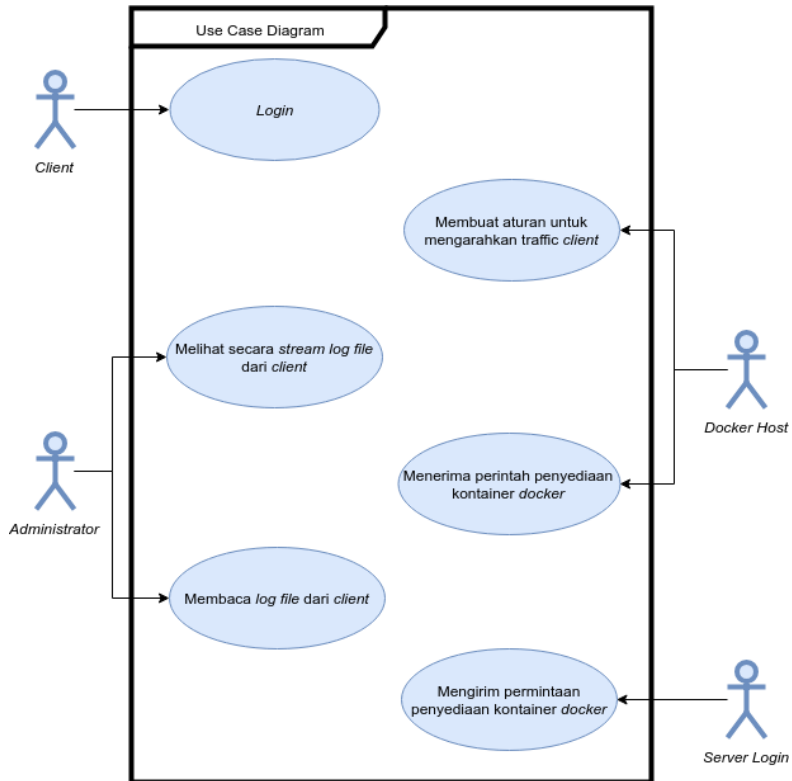 Use Case Diagram
Login
Client
Membuat aturan untuk
mengarahkan traffic client
Melihat secara stream log file
dari client
Docker Host
Menerima perintah penyediaan
kontainer docker
Administrator
Membaca log file dari client
Mengirim permintaan
penyediaan kontainer docker
Server Login